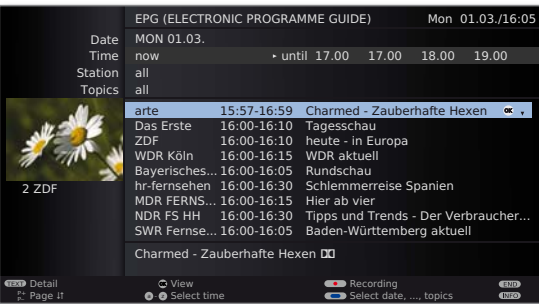 EPG (ELECTRONIC PROGRAMME GUIDE) Mon 01.03./16:05
Date MON 01.03.
Time now ▸ until 17.00 17.00 18.00 19.00
Station all
Topics all
arte 15:57-16:59 Charmed - Zauberhafte Hexen OK
Das Erste 16:00-16:10 Tagesschau
ZDF 16:00-16:10 heute - in Europa
WDR Köln 16:00-16:15 WDR aktuell
Bayerisches... 16:00-16:05 Rundschau
hr-fernsehen 16:00-16:30 Schlemmerreise Spanien
MDR FERNS... 16:00-16:15 Hier ab vier
NDR FS HH 16:00-16:30 Tipps und Trends - Der Verbraucher...
SWR Fernse... 16:00-16:05 Baden-Württemberg aktuell
2 ZDF
Charmed - Zauberhafte Hexen
TEXT Detail OK View Recording END
P+ P- Page ↓↑ Select time Select date, ..., topics INFO